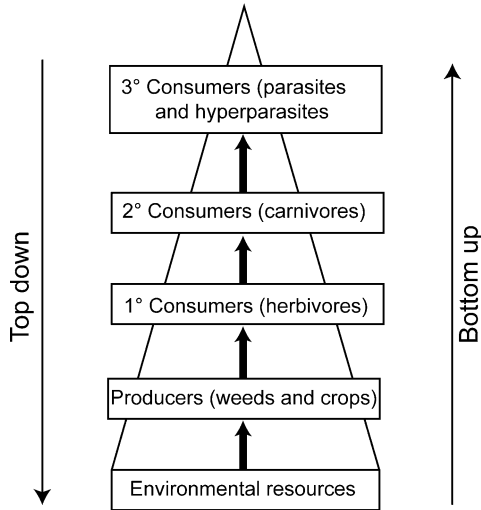 3° Consumers (parasites
and hyperparasites
2° Consumers (carnivores)
1° Consumers (herbivores)
Producers (weeds and crops)
Environmental resources
Top down
Bottom up